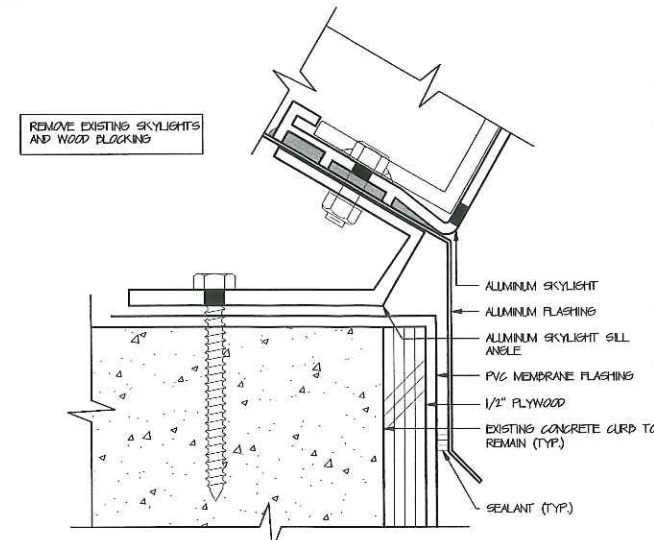 REMOVE EXISTING SKYLIGHTS
AND WOOD BLOCKING
ALUMINUM SKYLIGHT
ALUMINUM FLASHING
ALUMINUM SKYLIGHT SILL
ANGLE
PVC MEMBRANE FLASHING
1/2" PLYWOOD
EXISTING CONCRETE CURB TO
REMAIN (TYP.)
SEALANT (TYP.)